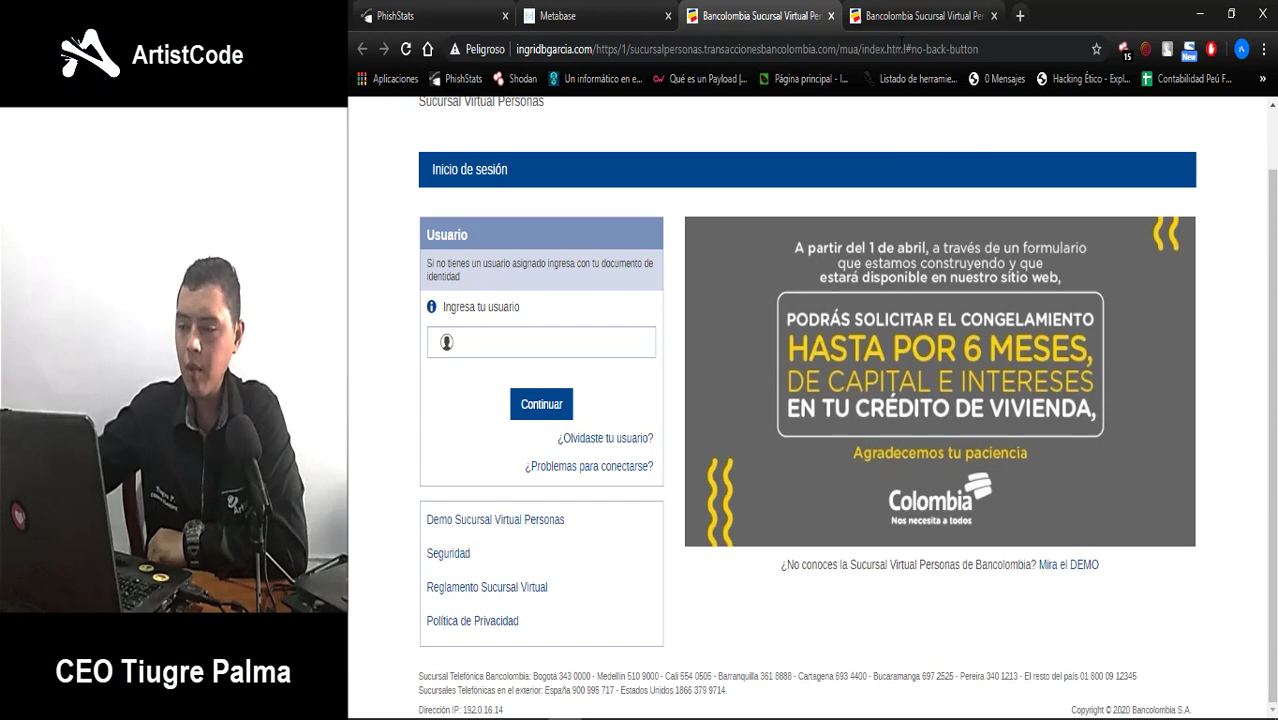 ArtistCode
PhishStats
Metabase
Bancolombia Sucursal Virtual Per
Bancolombia Sucursal Virtual Per
Peligroso
ingridbgarcia.com/https/1/sucursalpersonas.transaccionesbancolombia.com/mua/index.html#no-back-button
15
New
A
Aplicaciones
PhishStats
Shodan
Un informático en e...
Qué es un Payload |...
Página principal - I...
Listado de herramie...
0 Mensajes
Hacking Ético - Expl...
Contabilidad Peú F...
Sucursal Virtual Personas
Inicio de sesión
Usuario
Si no tienes un usuario asignado ingresa con tu documento de
identidad
Ingresa tu usuario
Continuar
¿Olvidaste tu usuario?
¿Problemas para conectarse?
Demo Sucursal Virtual Personas
Seguridad
Reglamento Sucursal Virtual
Política de Privacidad
A partir del 1 de abril, a través de un formulario
que estamos construyendo y que
estará disponible en nuestro sitio web,
PODRÁS SOLICITAR EL CONGELAMIENTO
HASTA POR 6 MESES,
DE CAPITAL E INTERESES
EN TU CRÉDITO DE VIVIENDA,
Agradecemos tu paciencia
Colombia
Nos necesita a todos
¿No conoces la Sucursal Virtual Personas de Bancolombia? Mira el DEMO
Sucursal Telefónica Bancolombia: Bogotá 343 0000 - Medellín 510 9000 - Cali 554 0505 - Barranquilla 361 8888 - Cartagena 693 4400 - Bucaramanga 697 2525 - Pereira 340 1213 - El resto del país 01 800 09 12345
Sucursales Telefónicas en el exterior: España 900 995 717 - Estados Unidos 1866 379 9714.
Dirección IP: 192.0.16.14
Copyright © 2020 Bancolombia S.A.
CEO Tiugre Palma